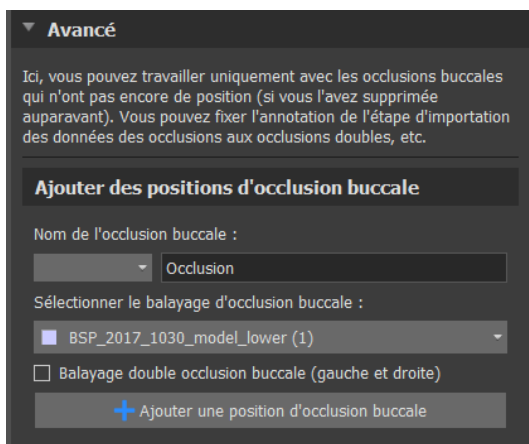 Avancé
Ici, vous pouvez travailler uniquement avec les occlusions buccales
qui n'ont pas encore de position (si vous l'avez supprimée
auparavant). Vous pouvez fixer l'annotation de l'étape d'importation
des données des occlusions aux occlusions doubles, etc.
Ajouter des positions d'occlusion buccale
Nom de l'occlusion buccale :
Occlusion
Sélectionner le balayage d'occlusion buccale :
BSP_2017_1030_model_lower (1)
Balayage double occlusion buccale (gauche et droite)
Ajouter une position d'occlusion buccale